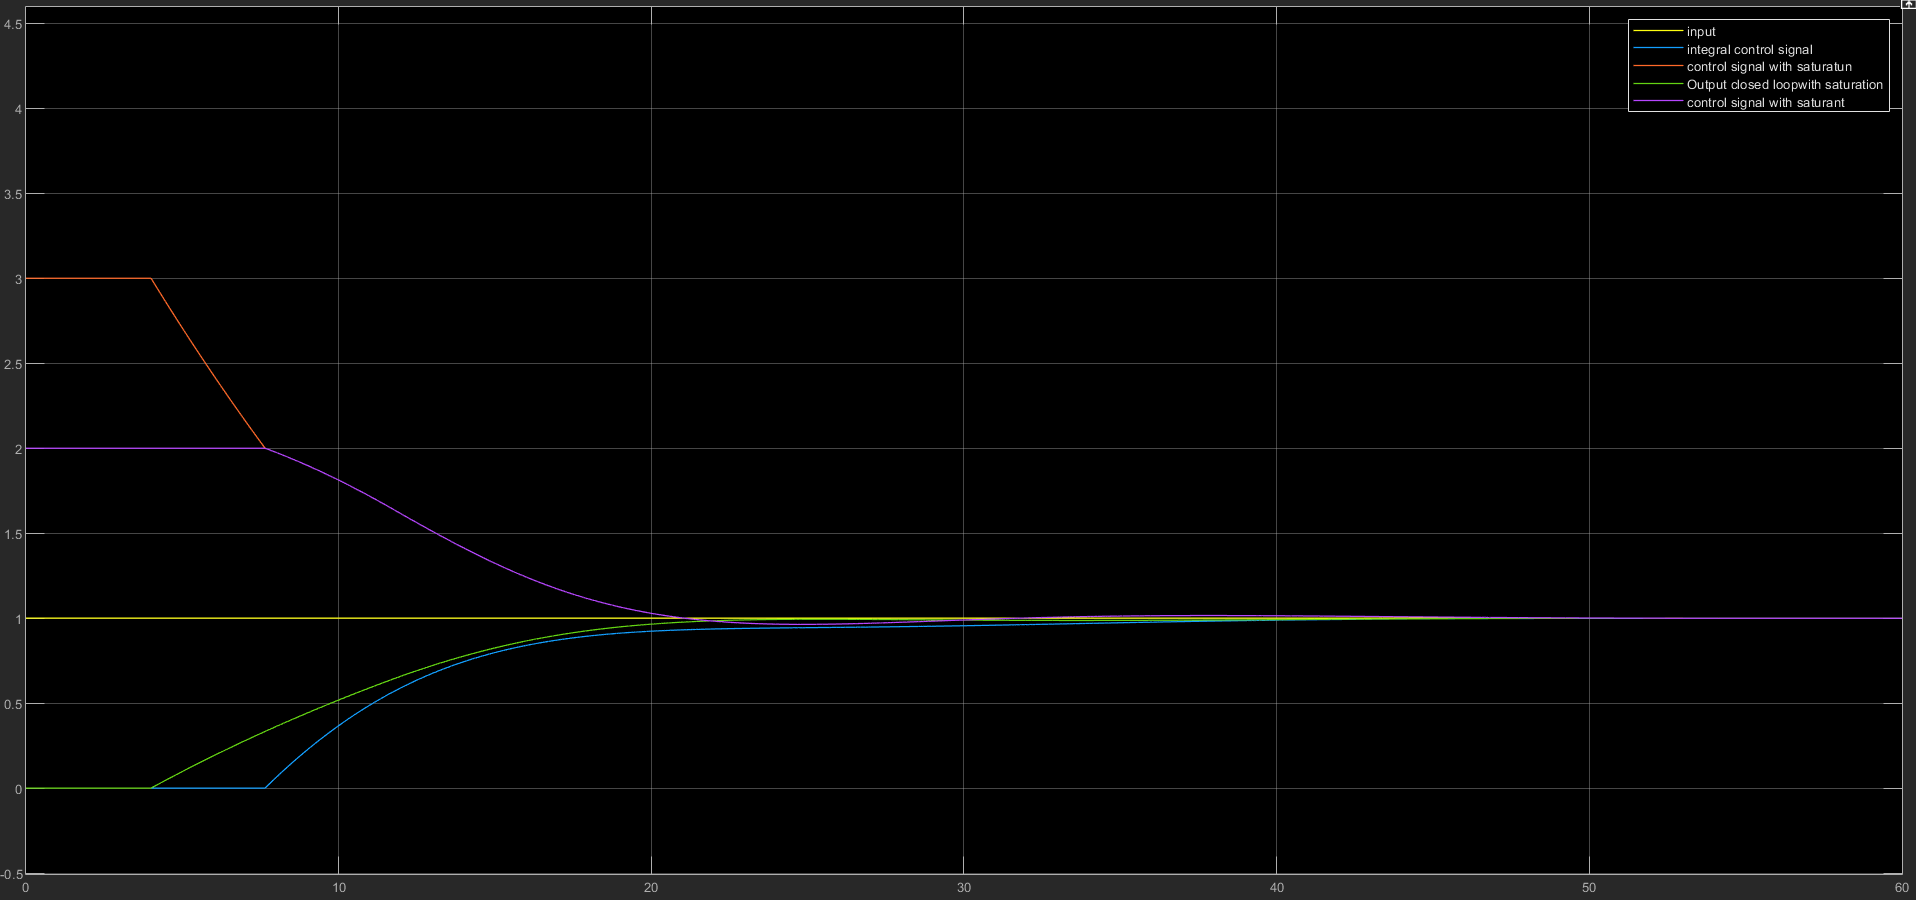 4.5
4
3.5
3
2.5
2
1.5
1
0.5
0
-0.5
0 10 20 30 40 50 60
input
integral control signal
control signal with saturatun
Output closed loopwith saturation
control signal with saturant